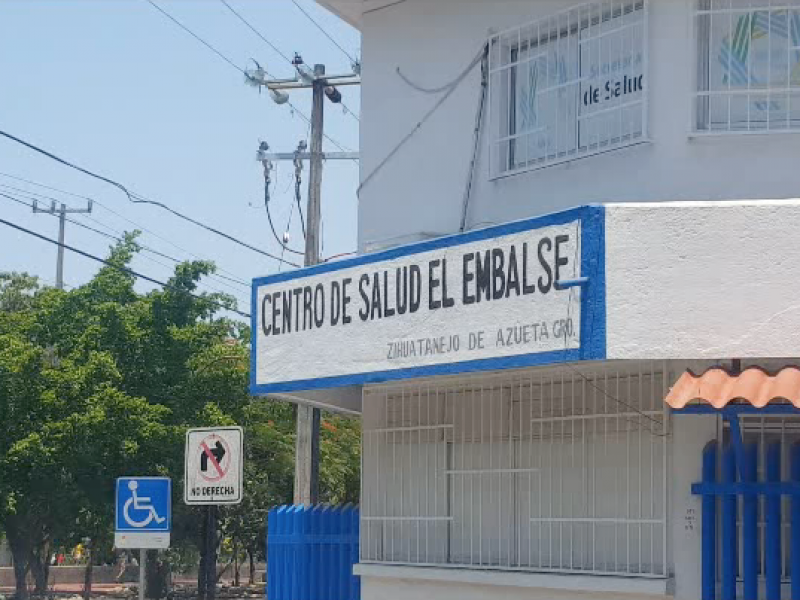 de Salud
CENTRO DE SALUD EL EMBALSE
ZIHUATANEJO DE AZUETA GRO.
NO DERECHA